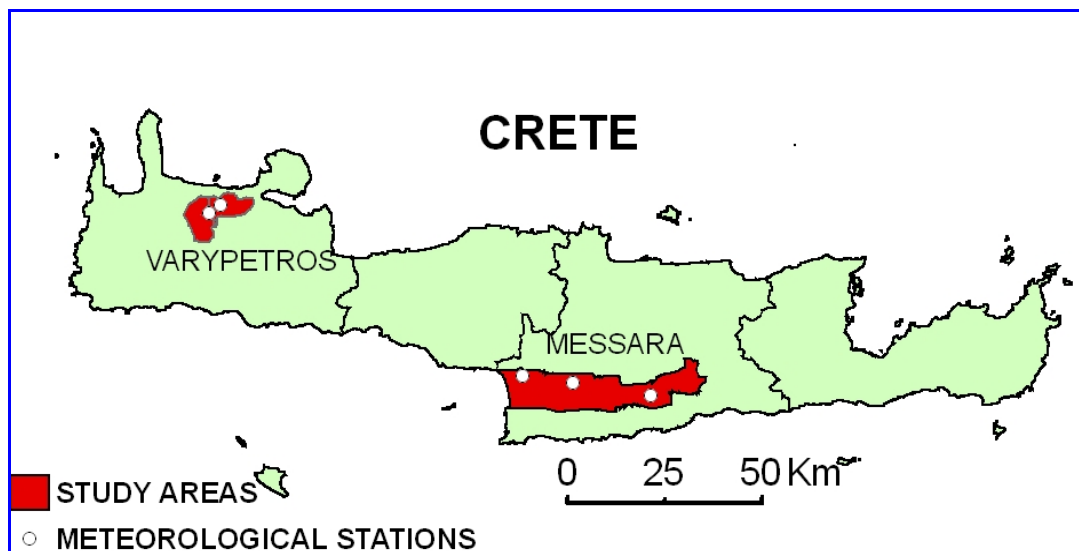 CRETE
VARYPETROS
MESSARA
0 25 50 Km
STUDY AREAS
METEOROLOGICAL STATIONS